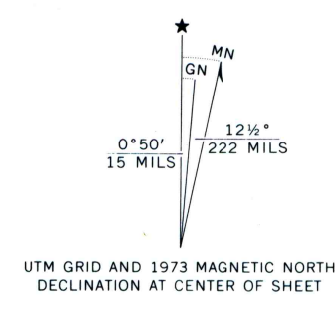 MN
GN
0°50′
15 MILS
12½°
222 MILS
UTM GRID AND 1973 MAGNETIC NORTH
DECLINATION AT CENTER OF SHEET